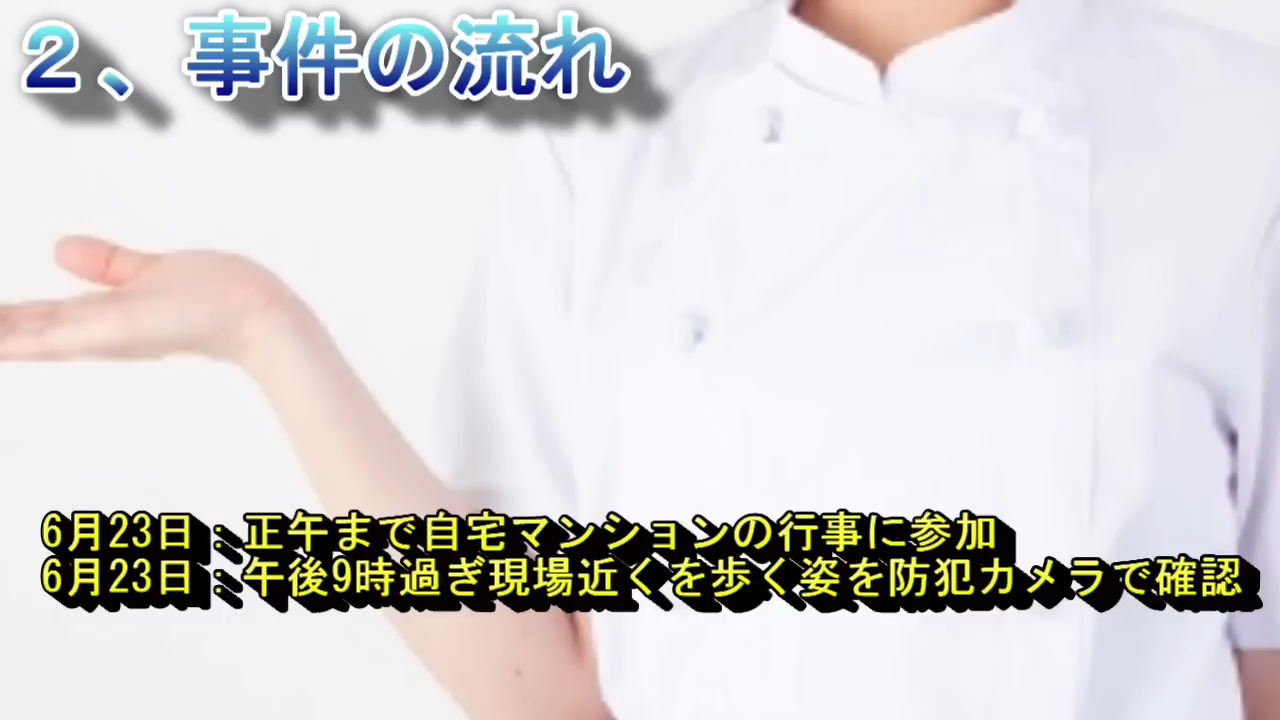 ２、事件の流れ
6月23日：正午まで自宅マンションの行事に参加
6月23日：午後9時過ぎ現場近くを歩く姿を防犯カメラで確認